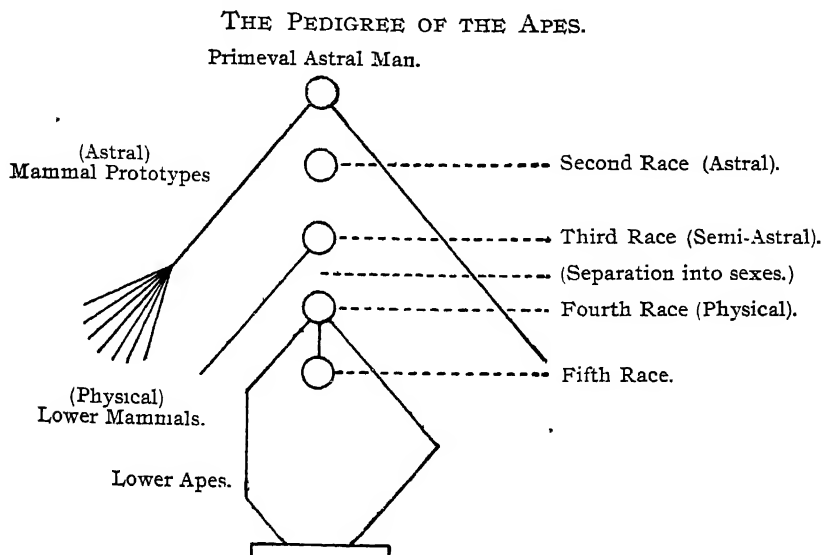 THE PEDIGREE OF THE APES.
Primeval Astral Man.
(Astral)
Mammal Prototypes
Second Race (Astral).
Third Race (Semi-Astral).
(Separation into sexes.)
Fourth Race (Physical).
Fifth Race.
(Physical)
Lower Mammals.
Lower Apes.